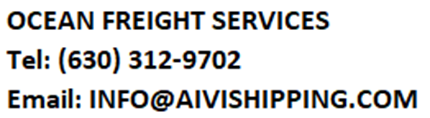 OCEAN FREIGHT SERVICES
Tel: (630) 312-9702
Email: INFO@AIVISHIPPING.COM